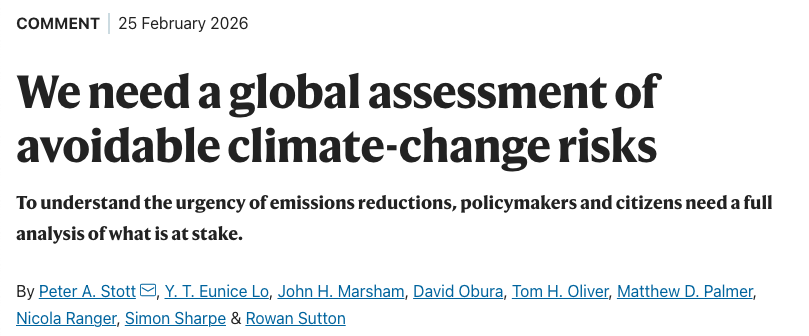 COMMENT | 25 February 2026
We need a global assessment of
avoidable climate-change risks
To understand the urgency of emissions reductions, policymakers and citizens need a full
analysis of what is at stake.
By Peter A. Stott, Y. T. Eunice Lo, John H. Marsham, David Obura, Tom H. Oliver, Matthew D. Palmer,
Nicola Ranger, Simon Sharpe & Rowan Sutton